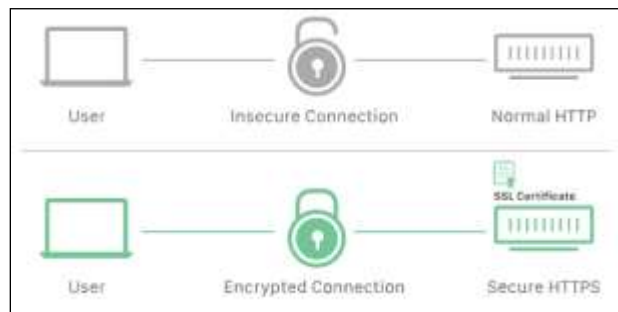 User Insecure Connection Normal HTTP
SSL Certificate
User Encrypted Connection Secure HTTPS